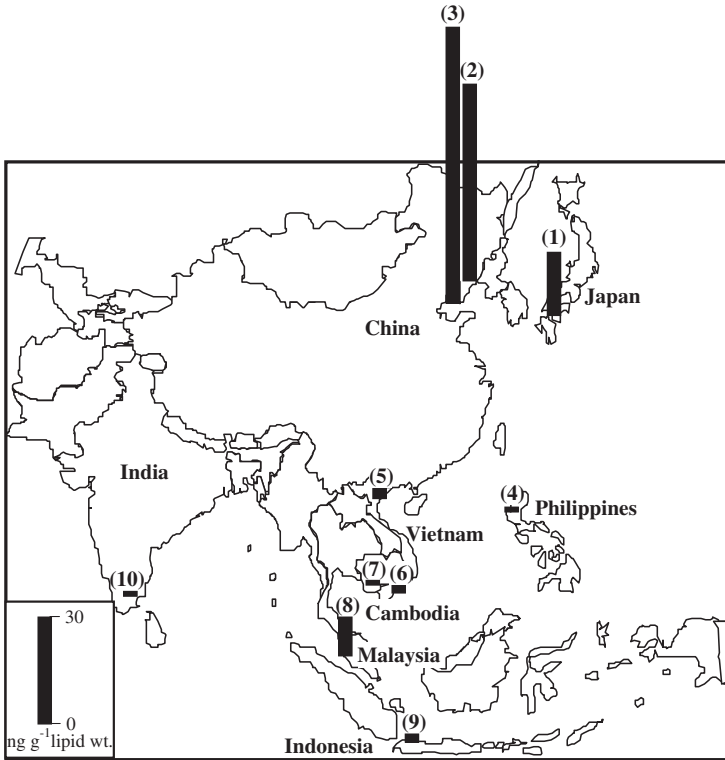 (3)
(2)
(1)
Japan
China
India
(5)
(4)
Philippines
Vietnam
(7)
(6)
(10)
Cambodia
(8)
Malaysia
30
0
ng g⁻¹lipid wt.
(9)
Indonesia